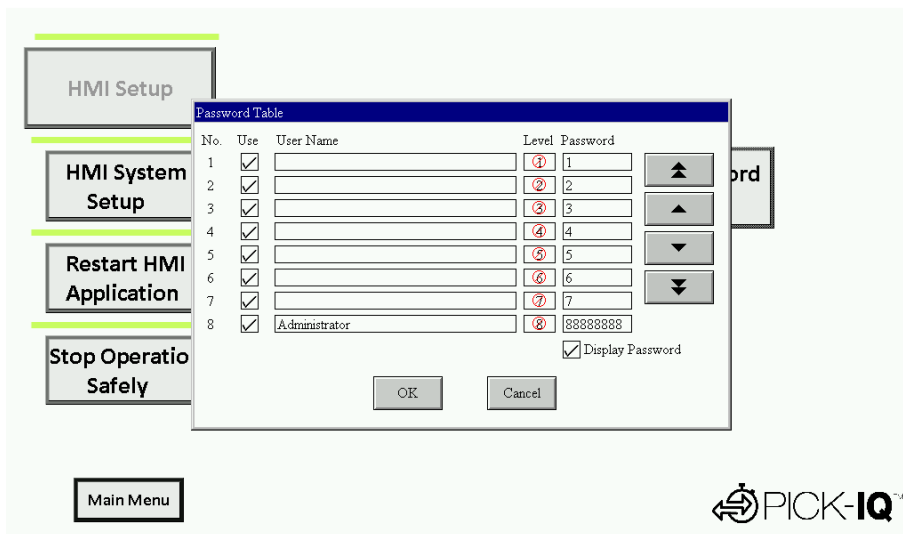 HMI Setup
Password Table
No. Use User Name Level Password
1 1 1
2 2 2
3 3 3
4 4 4
5 5 5
6 6 6
7 7 7
8 Administrator 8 88888888
Display Password
OK Cancel
HMI System
Setup
Restart HMI
Application
Stop Operatio
Safely
ord
Main Menu
PICK-IQ™